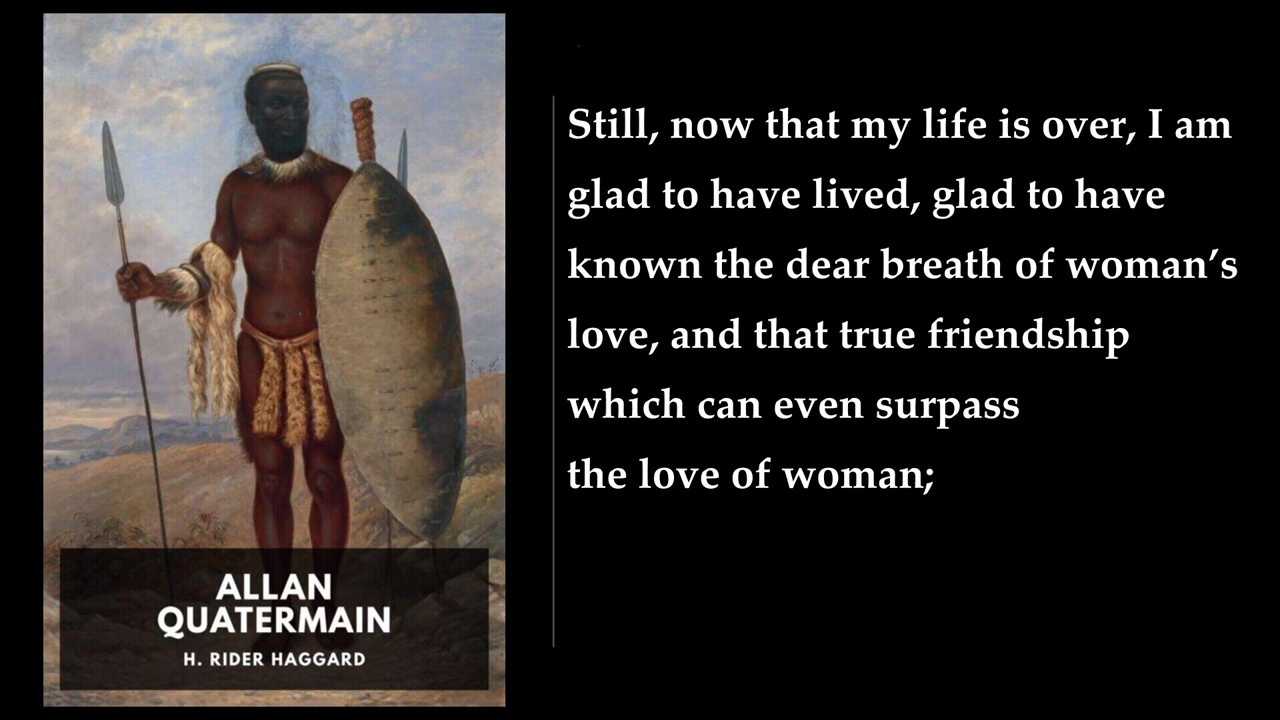 ALLAN
QUATERMAIN
H. RIDER HAGGARD
Still, now that my life is over, I am
glad to have lived, glad to have
known the dear breath of woman’s
love, and that true friendship
which can even surpass
the love of woman;